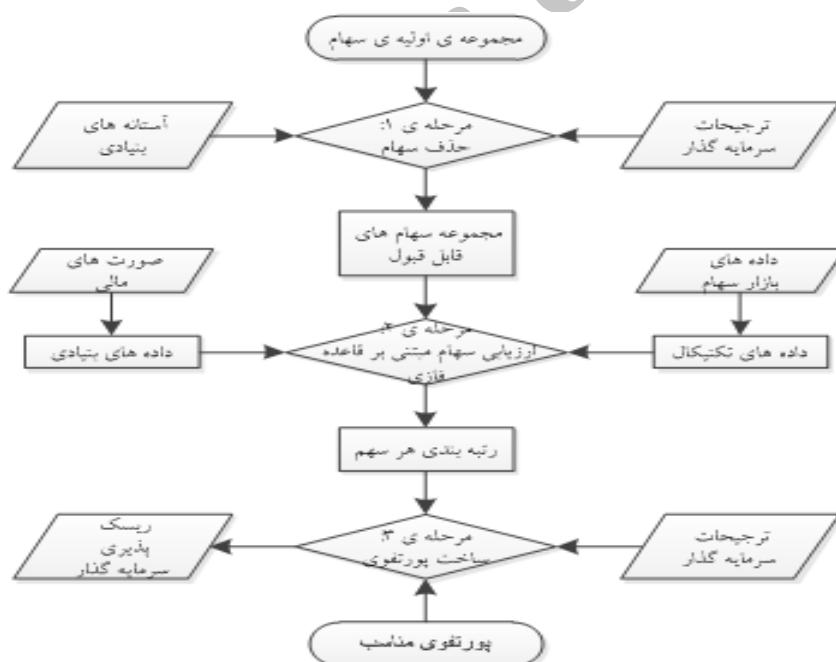 مجموعه ی اولیه ی سهام
آستانه های
بنیادی
مرحله ی ۱:
حذف سهام
ترجیحات
سرمایه گذار
مجموعه سهام های
قابل قبول
صورت های
مالی
داده های
بازار سهام
داده های بنیادی
مرحله ی ۲:
ارزیابی سهام مبتنی بر قاعده
فازی
داده های تکنیکال
رتبه بندی هر سهم
ریسک
پذیری
سرمایه گذار
مرحله ی ۳:
ساخت پورتفوی
ترجیحات
سرمایه گذار
پورتفوی مناسب